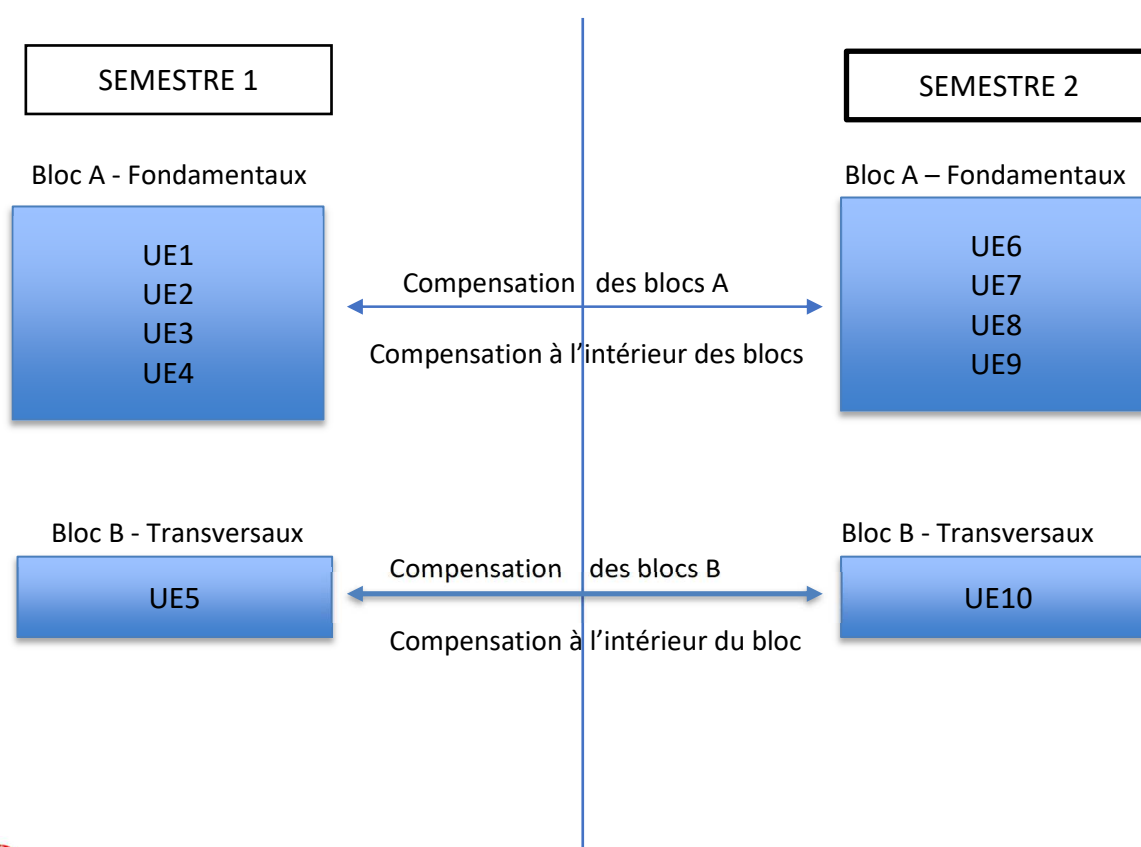 SEMESTRE 1
SEMESTRE 2
Bloc A - Fondamentaux
Bloc A – Fondamentaux
UE1
UE2
UE3
UE4
Compensation des blocs A
Compensation à l’intérieur des blocs
UE6
UE7
UE8
UE9
Bloc B - Transversaux
Bloc B - Transversaux
UE5
Compensation des blocs B
Compensation à l’intérieur du bloc
UE10